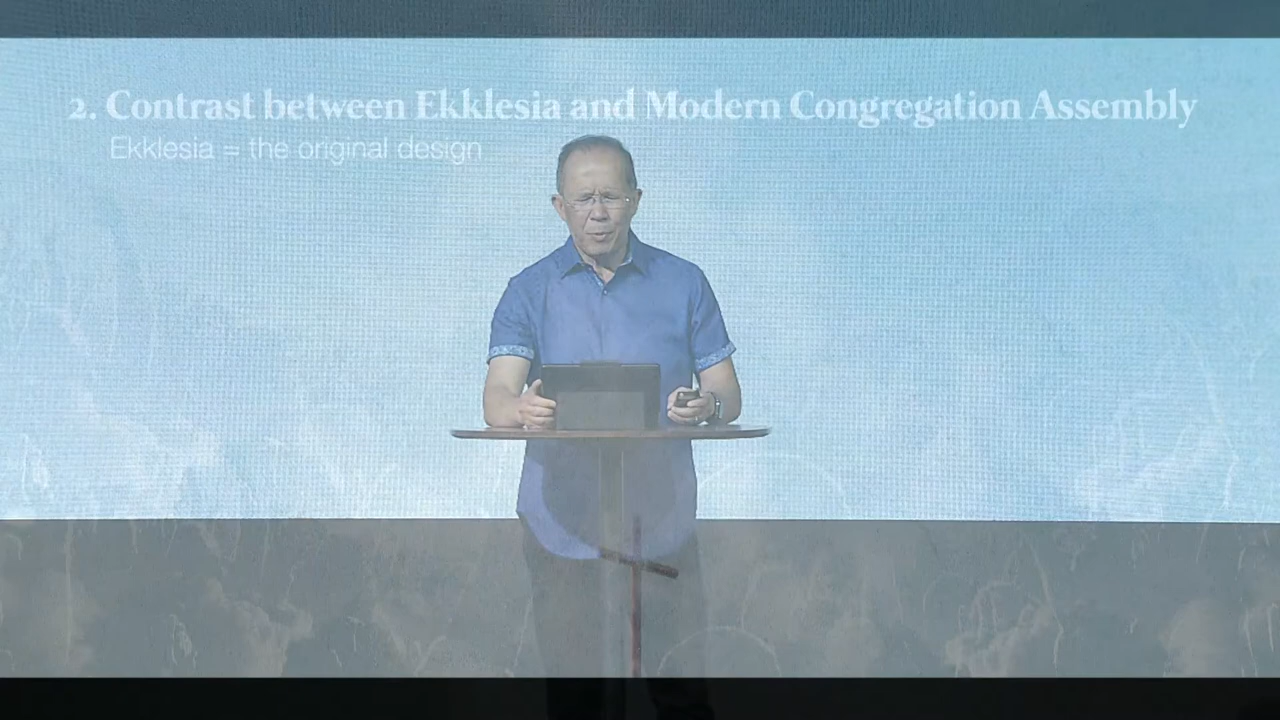 2. Contrast between Ekklesia and Modern Congregation Assembly
Ekklesia = the original design